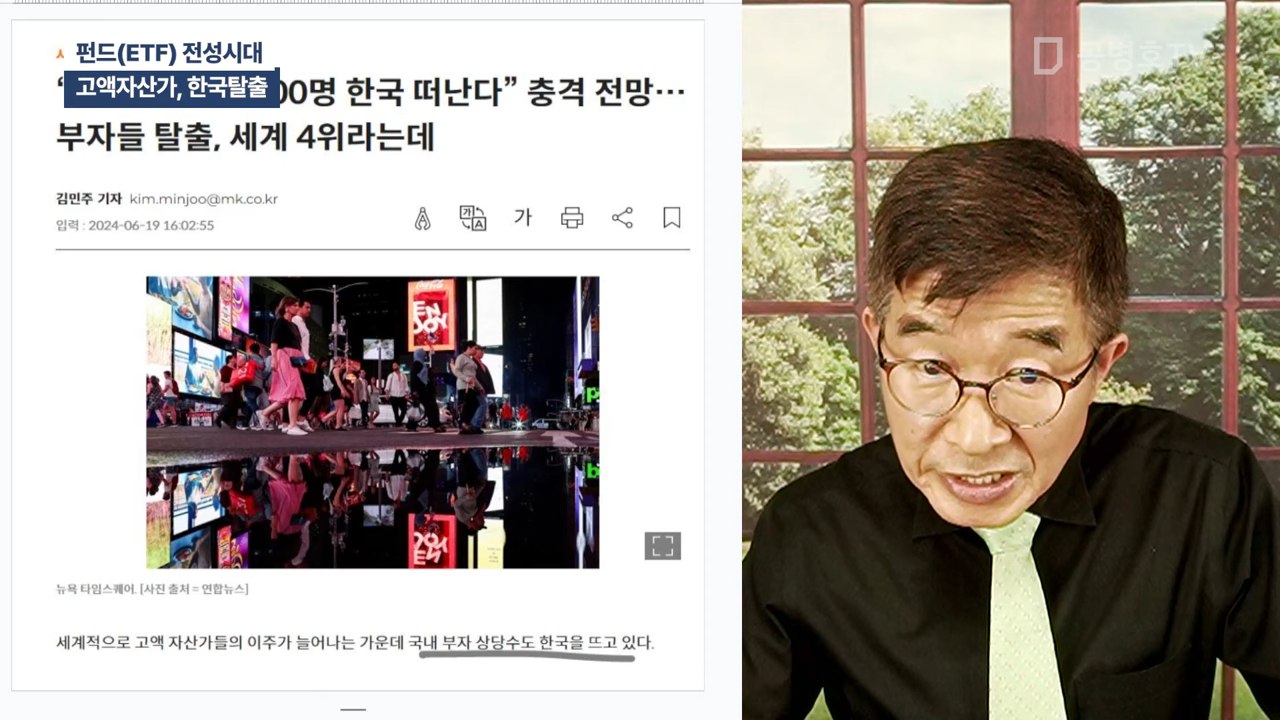 펀드(ETF) 전성시대
고액자산가, 한국탈출
00명 한국 떠난다” 충격 전망…
부자들 탈출, 세계 4위라는데
김민주 기자 kim.minjoo@mk.co.kr
입력 : 2024-06-19 16:02:55
가
뉴욕 타임스퀘어. [사진 출처 = 연합뉴스]
세계적으로 고액 자산가들의 이주가 늘어나는 가운데 국내 부자 상당수도 한국을 뜨고 있다.